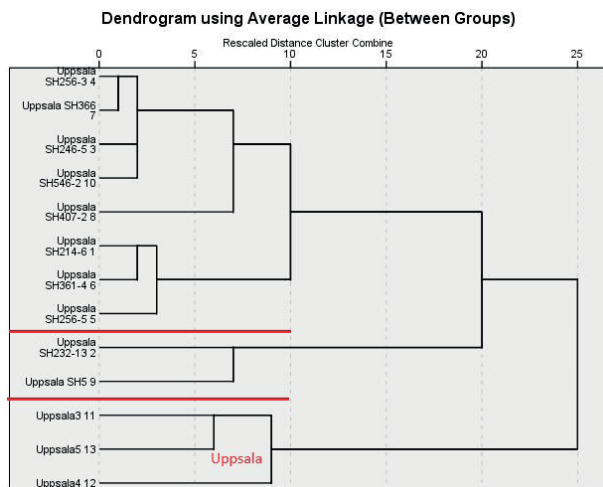 Dendrogram using Average Linkage (Between Groups)
Rescaled Distance Cluster Combine
0 5 10 15 20 25
Uppsala
SH256-3 4
Uppsala SH366
7
Uppsala
SH246-5 3
Uppsala
SH546-2 10
Uppsala
SH407-2 8
Uppsala
SH214-6 1
Uppsala
SH361-4 6
Uppsala
SH256-5 5
Uppsala
SH232-13 2
Uppsala SH5 9
Uppsala3 11
Uppsala5 13
Uppsala
Uppsala4 12